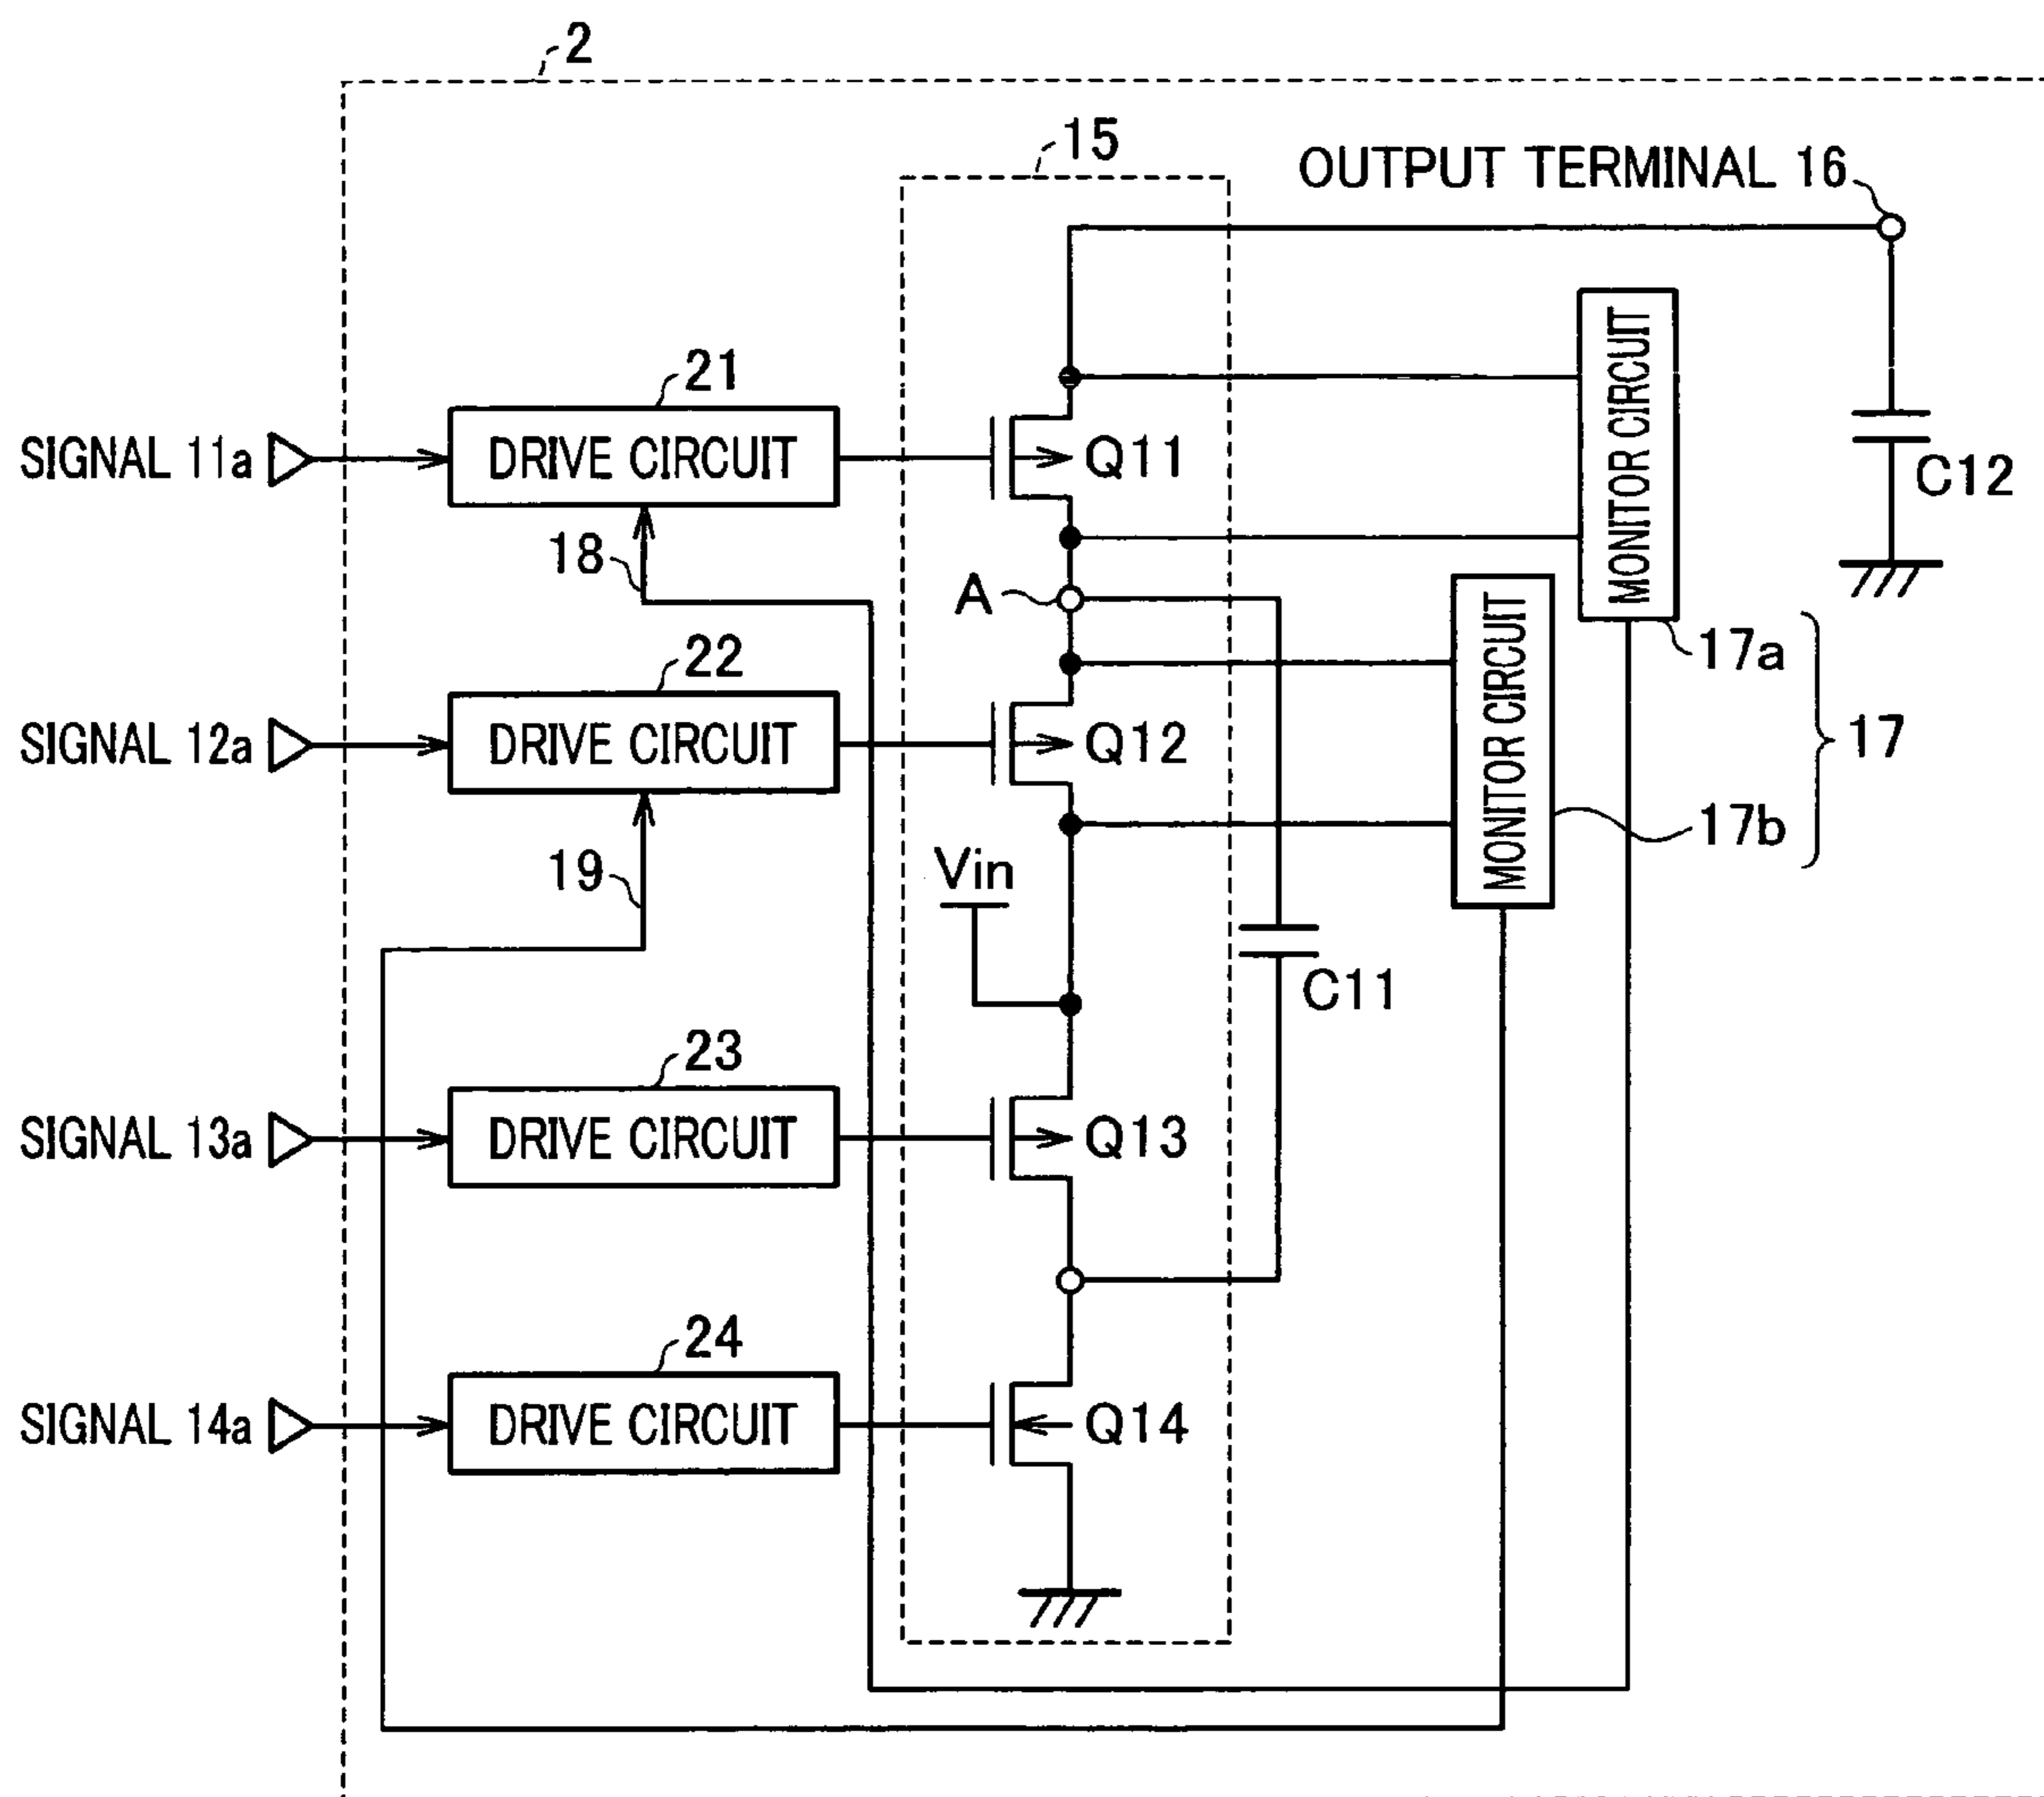 2
15
OUTPUT TERMINAL 16
MONITOR CIRCUIT
21
SIGNAL 11a
DRIVE CIRCUIT
Q11
C12
18
A
MONITOR CIRCUIT
17a
22
SIGNAL 12a
DRIVE CIRCUIT
Q12
17
17b
19
Vin
C11
23
SIGNAL 13a
DRIVE CIRCUIT
Q13
24
SIGNAL 14a
DRIVE CIRCUIT
Q14